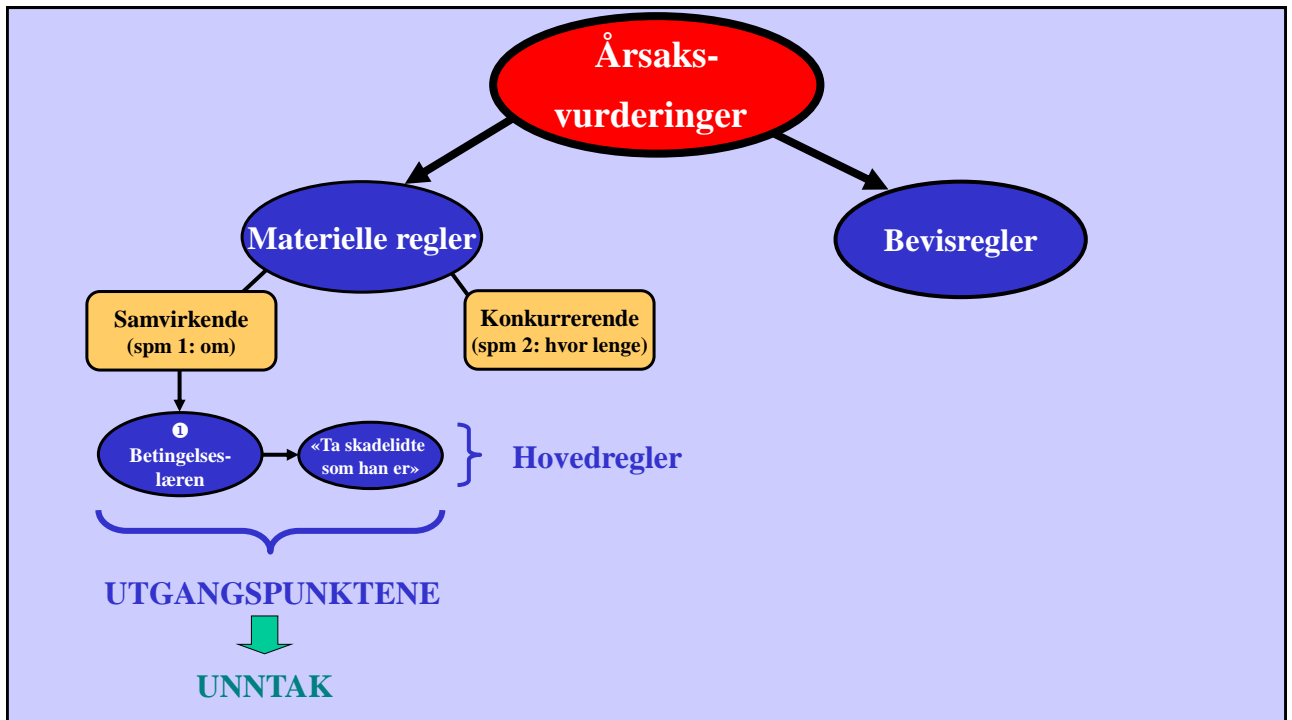 Årsaks-
vurderinger
Materielle regler
Bevisregler
Samvirkende
(spm 1: om)
Konkurrerende
(spm 2: hvor lenge)
❶
Betingelses-
læren
«Ta skadelidte
som han er»
Hovedregler
UTGANGSPUNKTENE
UNNTAK